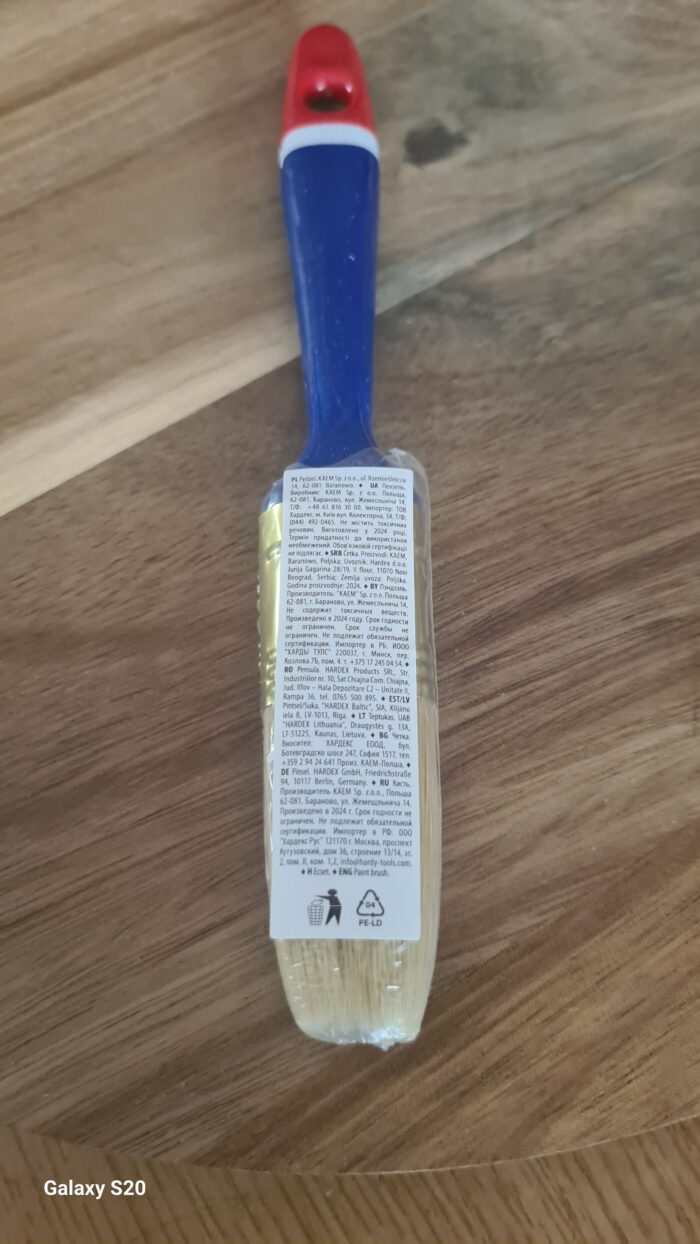 PL Pędzel. KAEM Sp. z o.o., ul. Rzemieślnicza
14, 62-081 Baranowo. ♦ UA Пензель.
Виробник: KAEM Sp. z o.o. Польща,
62-081, Бараново, вул. Жемесльніча 14,
Т/Ф: +48 61 816 30 00, Імпортер: ТОВ
Хардекс, м. Київ вул. Колекторна, 3А, Т/Ф:
(044) 492-0465. Не містить токсичних
речовин. Виготовлено у 2024 році.
Термін придатності до використання
необмежений. Обов'язковій сертифікації
не підлягає. ♦ SRB Četka. Proizvodi: KAEM,
Baranowo, Poljska; Uvoznik: Hardex d.o.o.
Jurija Gagarina 28/19, II floor, 11070 Novi
Beograd, Serbia; Zemlja uvoza: Poljska.
Godina proizvodnje: 2024. ♦ BY Пэндзель.
Производитель: "КАЕМ" Sp. z o.o. Польша
62-081, г. Бараново, ул. Жемесльнича 14.
Не содержит токсичных веществ.
Произведено в 2024 году. Срок годности
не ограничен. Срок службы не
ограничен. Не подлежит обязательной
сертификации. Импортер в РБ: ИООО
"ХАРДЫ ТУЛС" 220037, г. Минск, пер.
Козлова 7Б, пом. 4, т. +375 17 245 04 54. ♦
RO Pensula. HARDEX Products SRL, Str.
Industriilor nr. 10, Sat Chiajna Com. Chiajna,
Jud. Ilfov – Hala Depozitare C2 – Unitate II,
Rampa 36, tel. 0765 500 895. ♦ EST/LV
Pintsel/Suka. "HARDEX Baltic", SIA, Klijānu
iela 8, LV-1013, Rīga. ♦ LT Teptukas. UAB
"HARDEX Lithuania", Draugystės g. 13A,
LT-51225, Kaunas, Lietuva. ♦ BG Четка.
Вносител: ХАРДЕКС ЕООД, бул.
Ботевградско шосе 247, София 1517, тел.
+359 2 94 24 641 Произ. КАЕМ-Полша. ♦
DE Pinsel. HARDEX GmbH, Friedrichstraße
94, 10117 Berlin, Germany. ♦ RU Кисть.
Производитель KAEM Sp. z.o.o., Польша
62-081, Бараново, ул. Жемещльнича 14.
Произведено в 2024 г. Срок годности не
ограничен. Не подлежит обязательной
сертификации. Импортер в РФ: ООО
"Хардекс Рус" 121170 г. Москва, проспект
Кутузовский, дом 36, строение 13/14, эт.
2, пом. II, ком. 1,2, info@hardy-tools.com.
♦ H Ecset. ♦ ENG Paint brush.
04
PE-LD
Galaxy S20